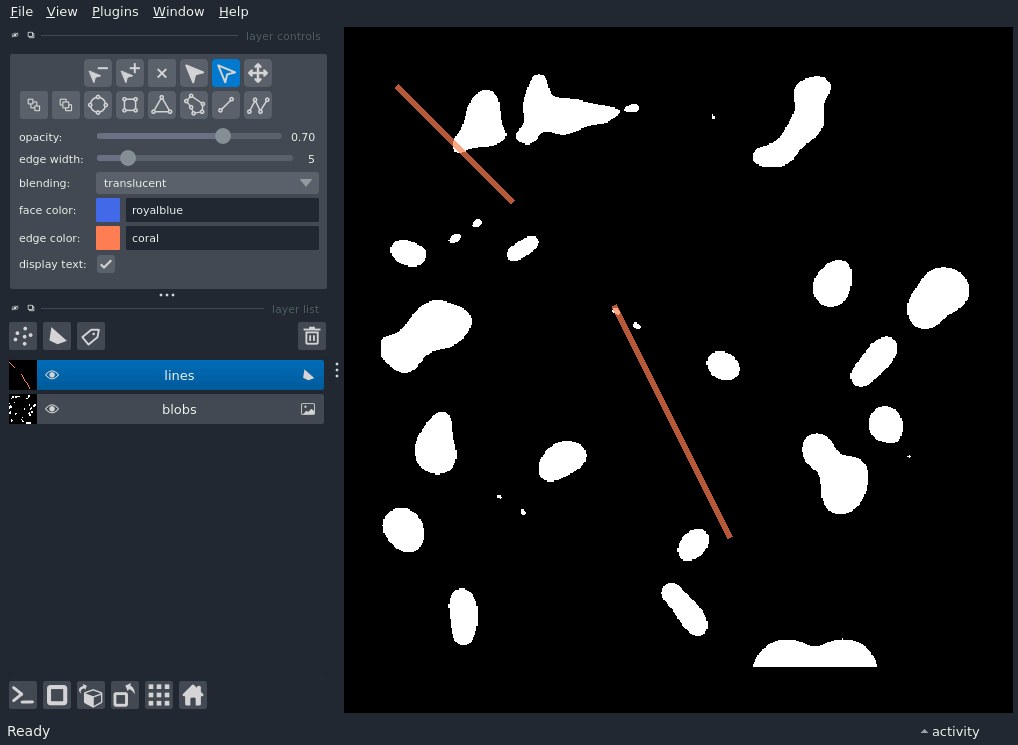 File View Plugins Window Help
layer controls
opacity: 0.70
edge width: 5
blending: translucent
face color: royalblue
edge color: coral
display text:
layer list
lines
blobs
Ready activity